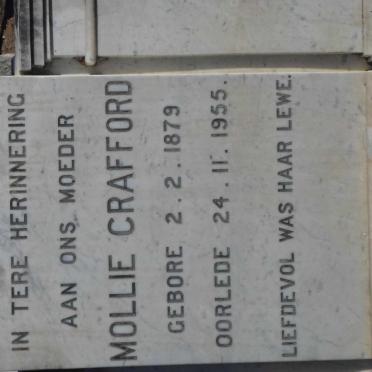 IN TERE HERINNERING
AAN ONS MOEDER
MOLLIE CRAFFORD
GEBORE 2.2.1879
OORLEDE 24.11.1955.
LIEFDEVOL WAS HAAR LEWE.